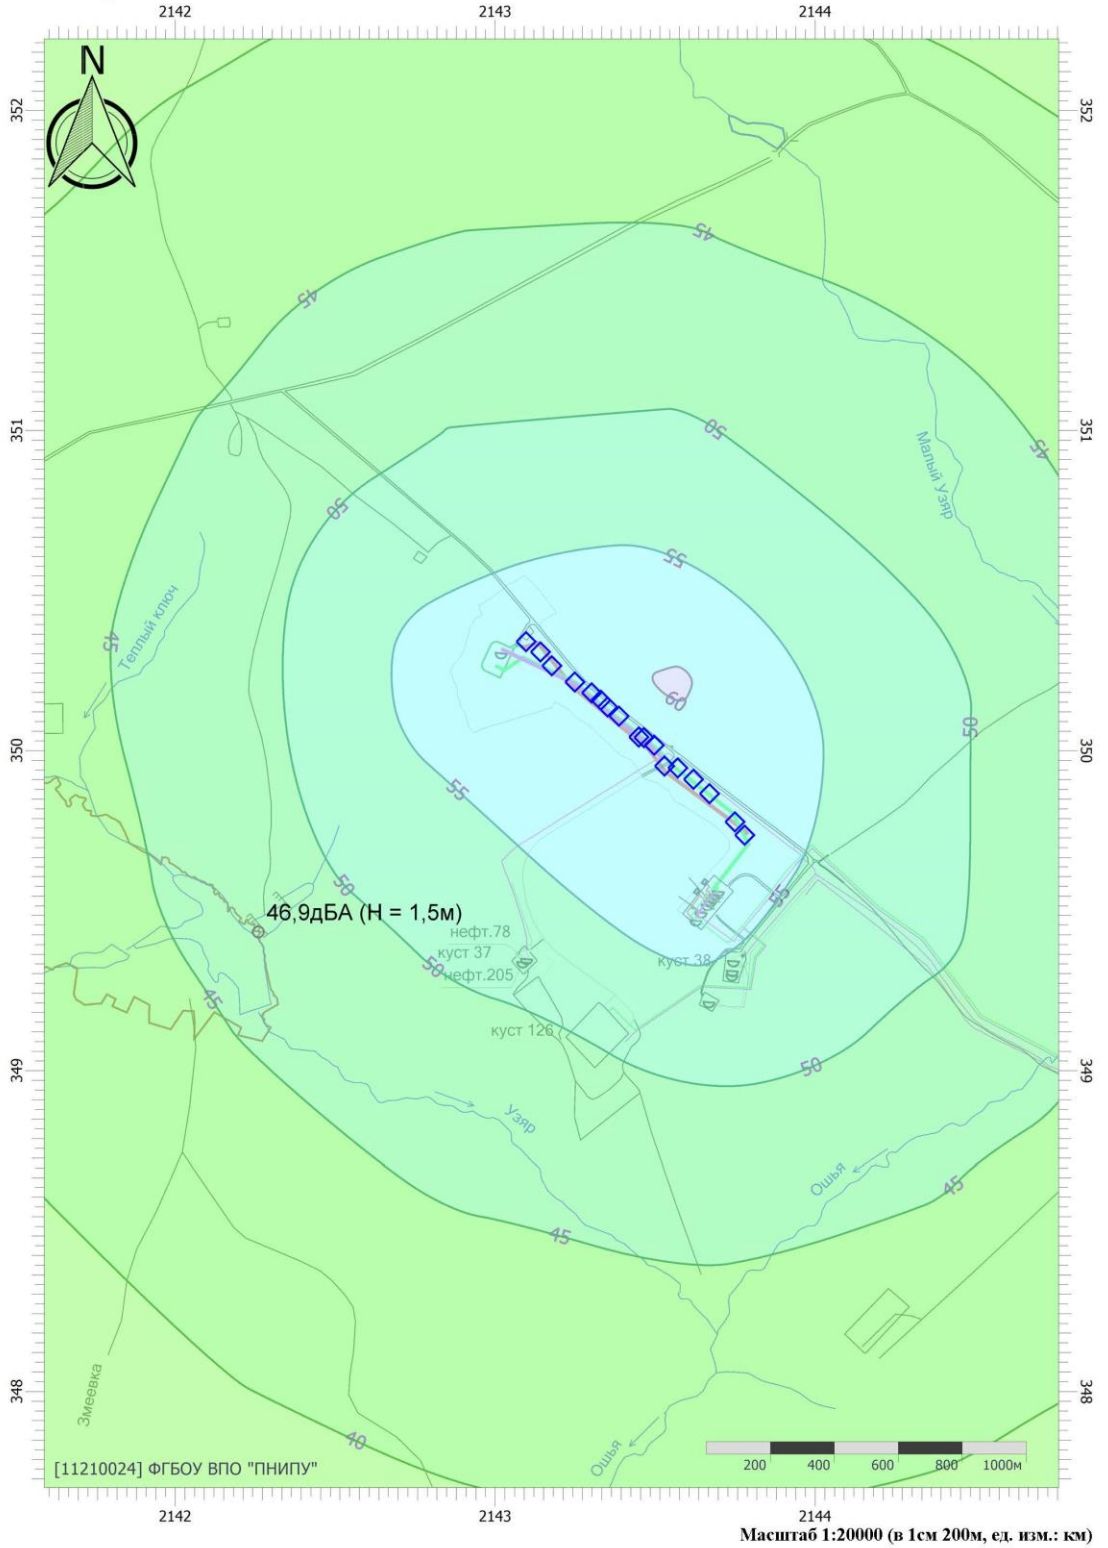 2142
2143
2144
N
352
352
45
45
351
351
50
45
Малый Узяр
50
55
Теплый ключ
45
60
50
350
350
55
50
55
46,9дБА (Н = 1,5м)
нефт.78
куст 37
куст 38
50
нефт.205
45
куст 126
349
349
50
Узяр
Ошья
45
45
348
348
Змеевка
40
Ошья
[11210024] ФГБОУ ВПО "ПНИПУ"
200 400 600 800 1000м
2142
2143
2144
Масштаб 1:20000 (в 1см 200м, ед. изм.: км)